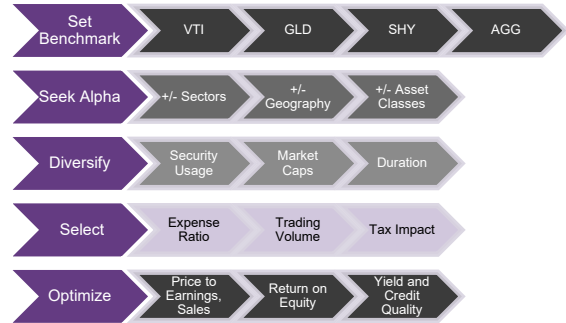 Set
Benchmark
VTI
GLD
SHY
AGG
Seek Alpha
+/- Sectors
+/-
Geography
+/- Asset
Classes
Diversify
Security
Usage
Market
Caps
Duration
Select
Expense
Ratio
Trading
Volume
Tax Impact
Optimize
Price to
Earnings,
Sales
Return on
Equity
Yield and
Credit
Quality